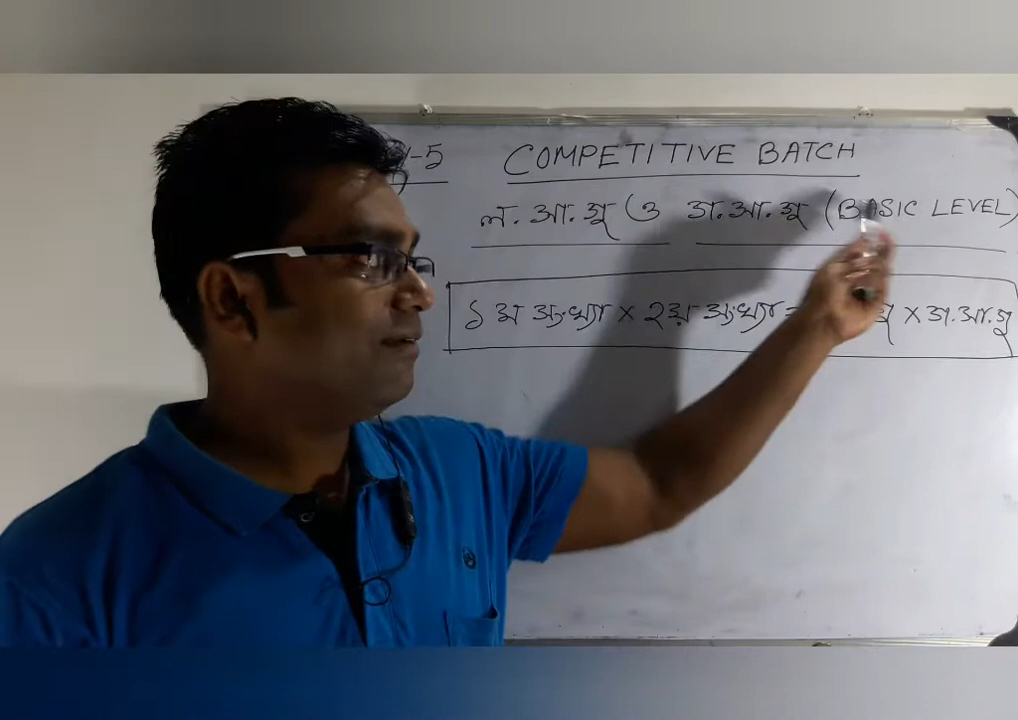 -5 COMPETITIVE BATCH
ল.সা.গু ও গ.সা.গু (BASIC LEVEL)
১ম সংখ্যা × ২য় সংখ্যা = × গ.সা.গু